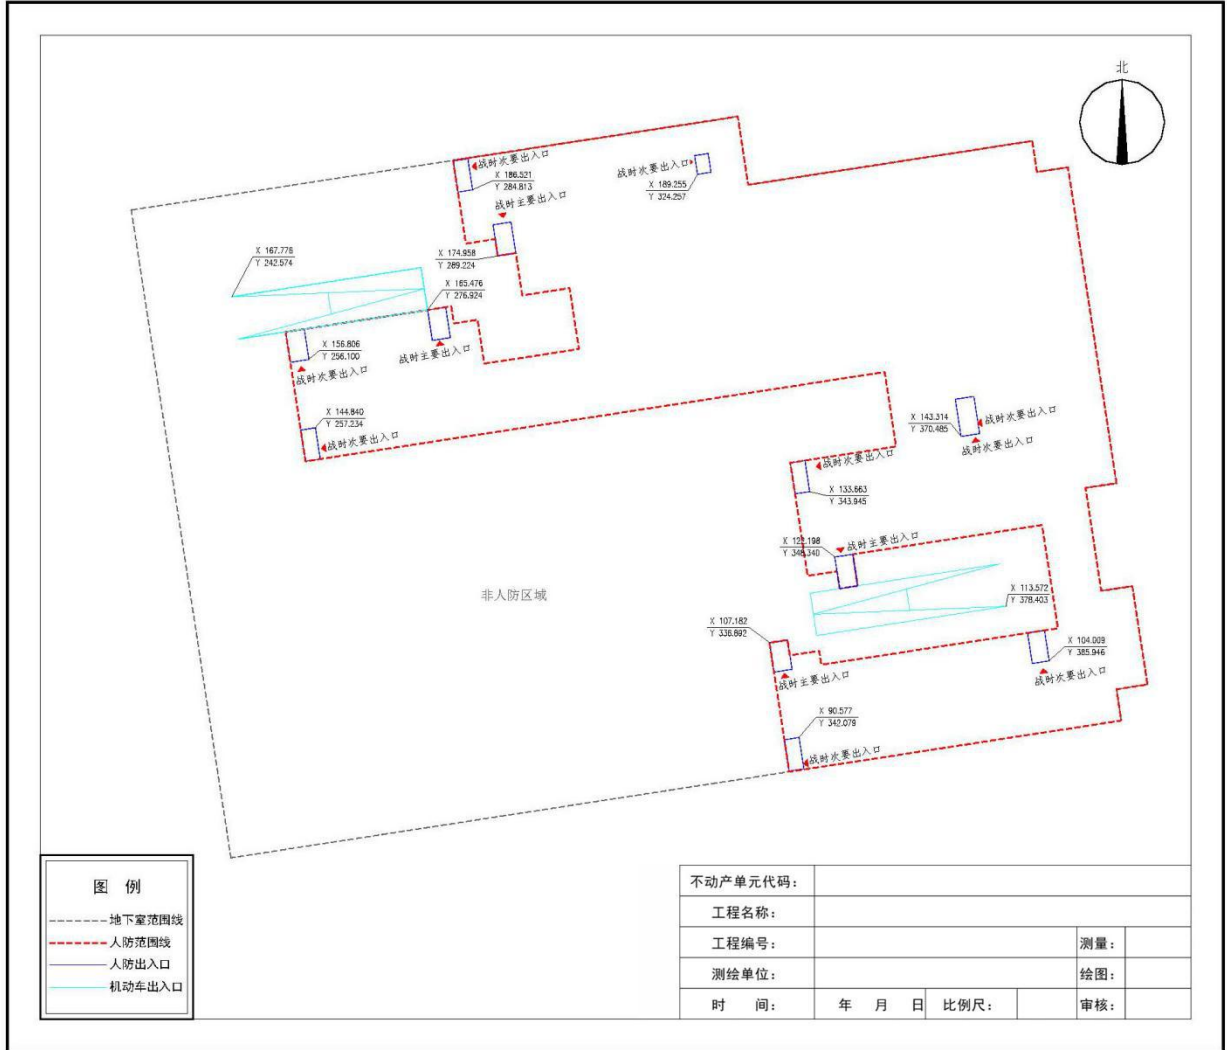 北
战时次要出入口
X 186.521
Y 284.813
战时次要出入口
X 189.255
Y 324.257
战时主要出入口
X 174.958
Y 289.224
X 167.776
Y 242.574
X 165.476
Y 276.924
战时主要出入口
X 156.806
Y 256.100
战时次要出入口
X 144.840
Y 257.234
战时次要出入口
X 143.314
Y 370.485
战时次要出入口
战时次要出入口
战时次要出入口
X 133.663
Y 343.945
战时主要出入口
X 122.198
Y 348.340
非人防区域
X 113.572
Y 378.403
X 107.182
Y 336.692
战时主要出入口
X 104.009
Y 385.946
战时次要出入口
X 90.577
Y 342.079
战时次要出入口
图 例
地下室范围线
人防范围线
人防出入口
机动车出入口
不动产单元代码:
工程名称:
工程编号: 测量:
测绘单位: 绘图:
时 间: 年 月 日 比例尺: 审核: